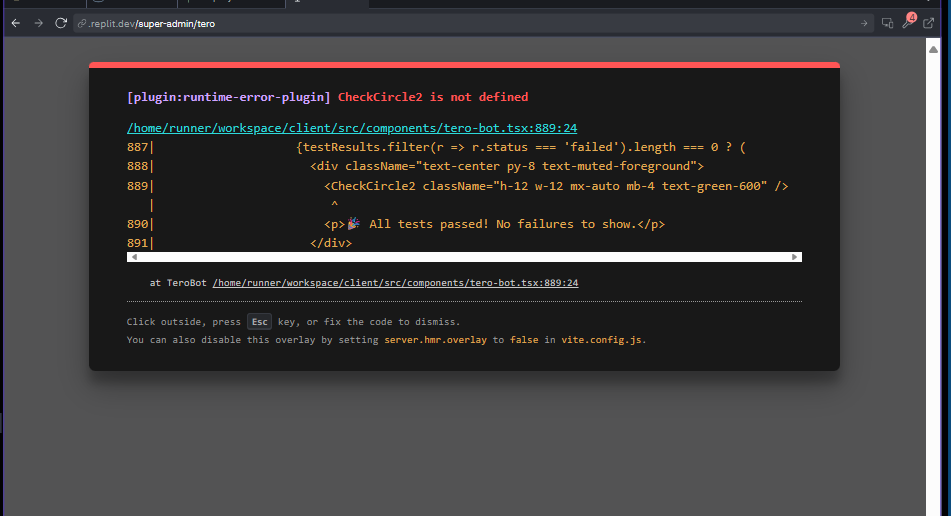 .replit.dev/super-admin/tero
4
[plugin:runtime-error-plugin] CheckCircle2 is not defined
/home/runner/workspace/client/src/components/tero-bot.tsx:889:24
887| {testResults.filter(r => r.status === 'failed').length === 0 ? (
888| <div className="text-center py-8 text-muted-foreground">
889| <CheckCircle2 className="h-12 w-12 mx-auto mb-4 text-green-600" />
| ^
890| <p>🎉 All tests passed! No failures to show.</p>
891| </div>
at TeroBot /home/runner/workspace/client/src/components/tero-bot.tsx:889:24
Click outside, press Esc key, or fix the code to dismiss.
You can also disable this overlay by setting server.hmr.overlay to false in vite.config.js.